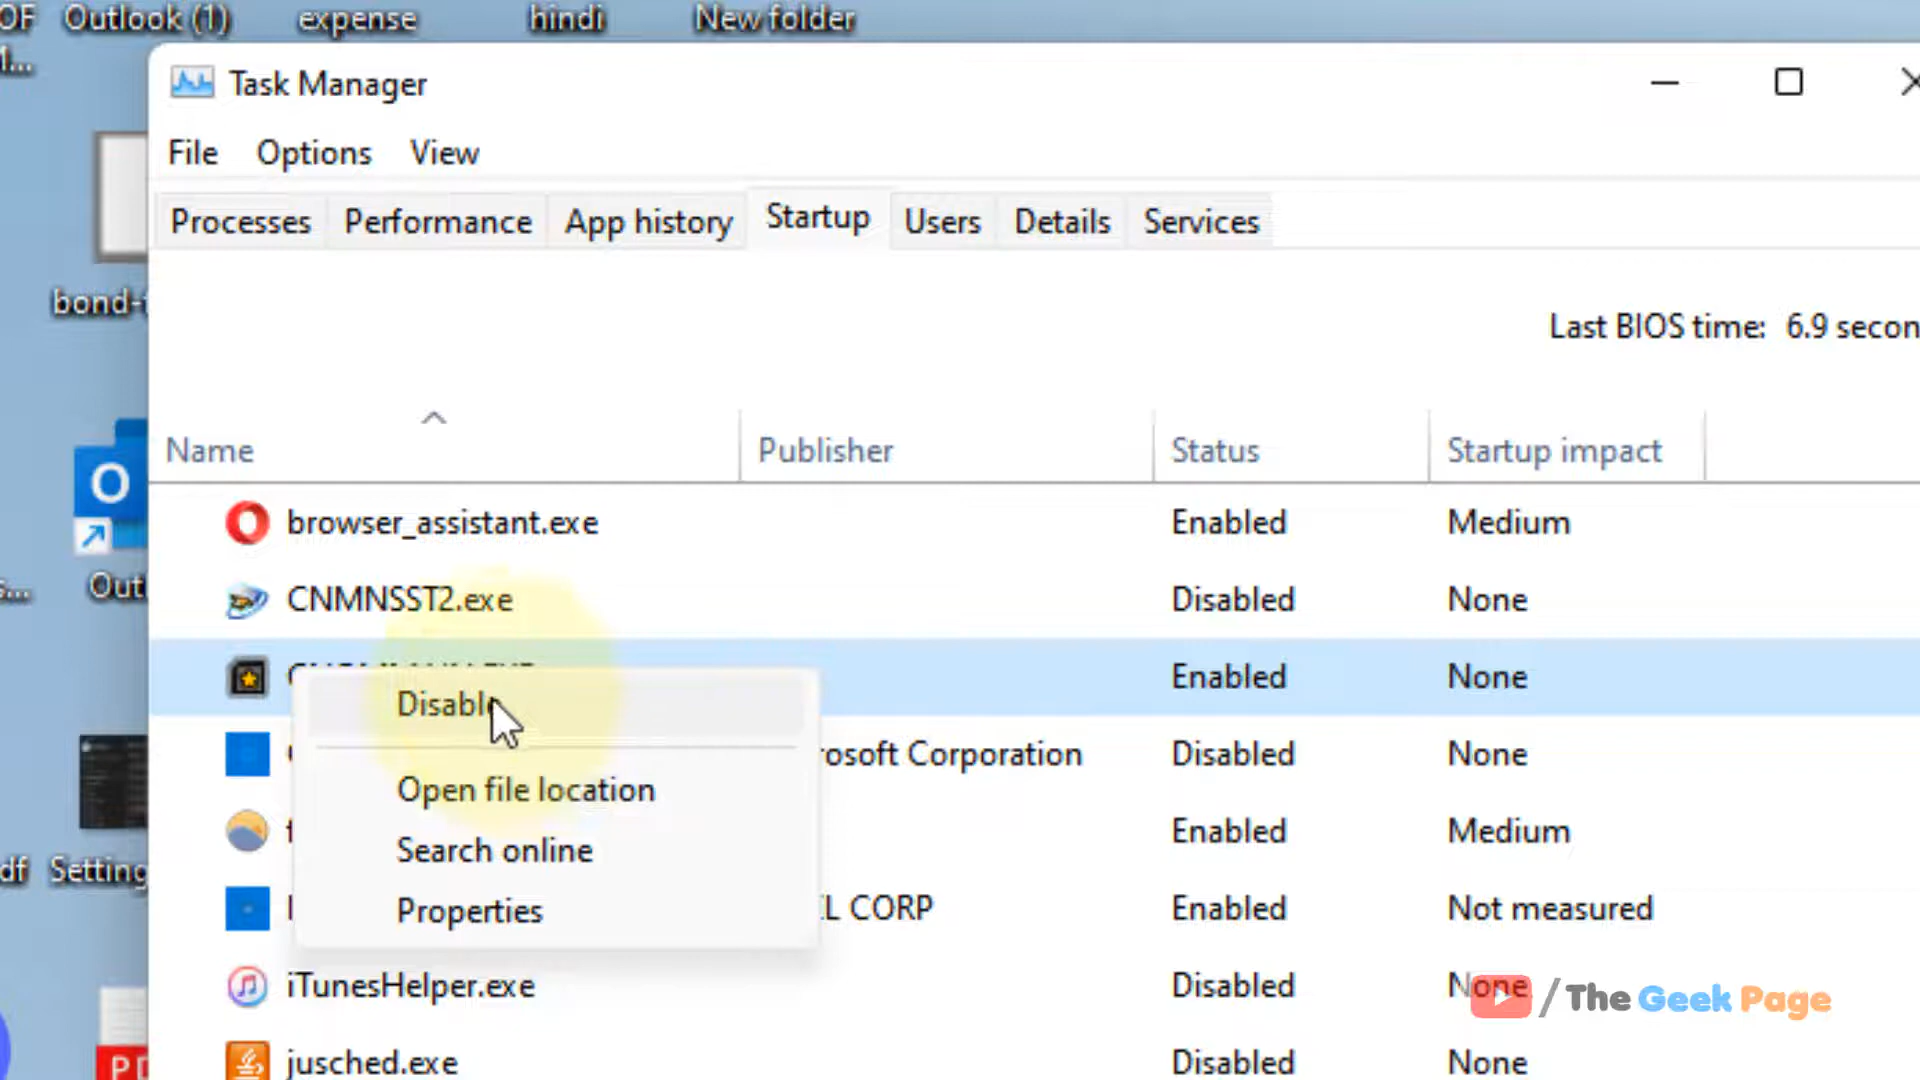 OF Outlook (1) expense hindi New folder
Task Manager
File Options View
Processes Performance App history Startup Users Details Services
bond-
Last BIOS time: 6.9 secon
Name Publisher Status Startup impact
browser_assistant.exe Enabled Medium
Out
CNMNSST2.exe Disabled None
Enabled None
Disable
rosoft Corporation Disabled None
Open file location
Enabled Medium
Search online
df Setting
L CORP Enabled Not measured
Properties
iTunesHelper.exe Disabled None
/ The Geek Page
jusched.exe Disabled None
PD